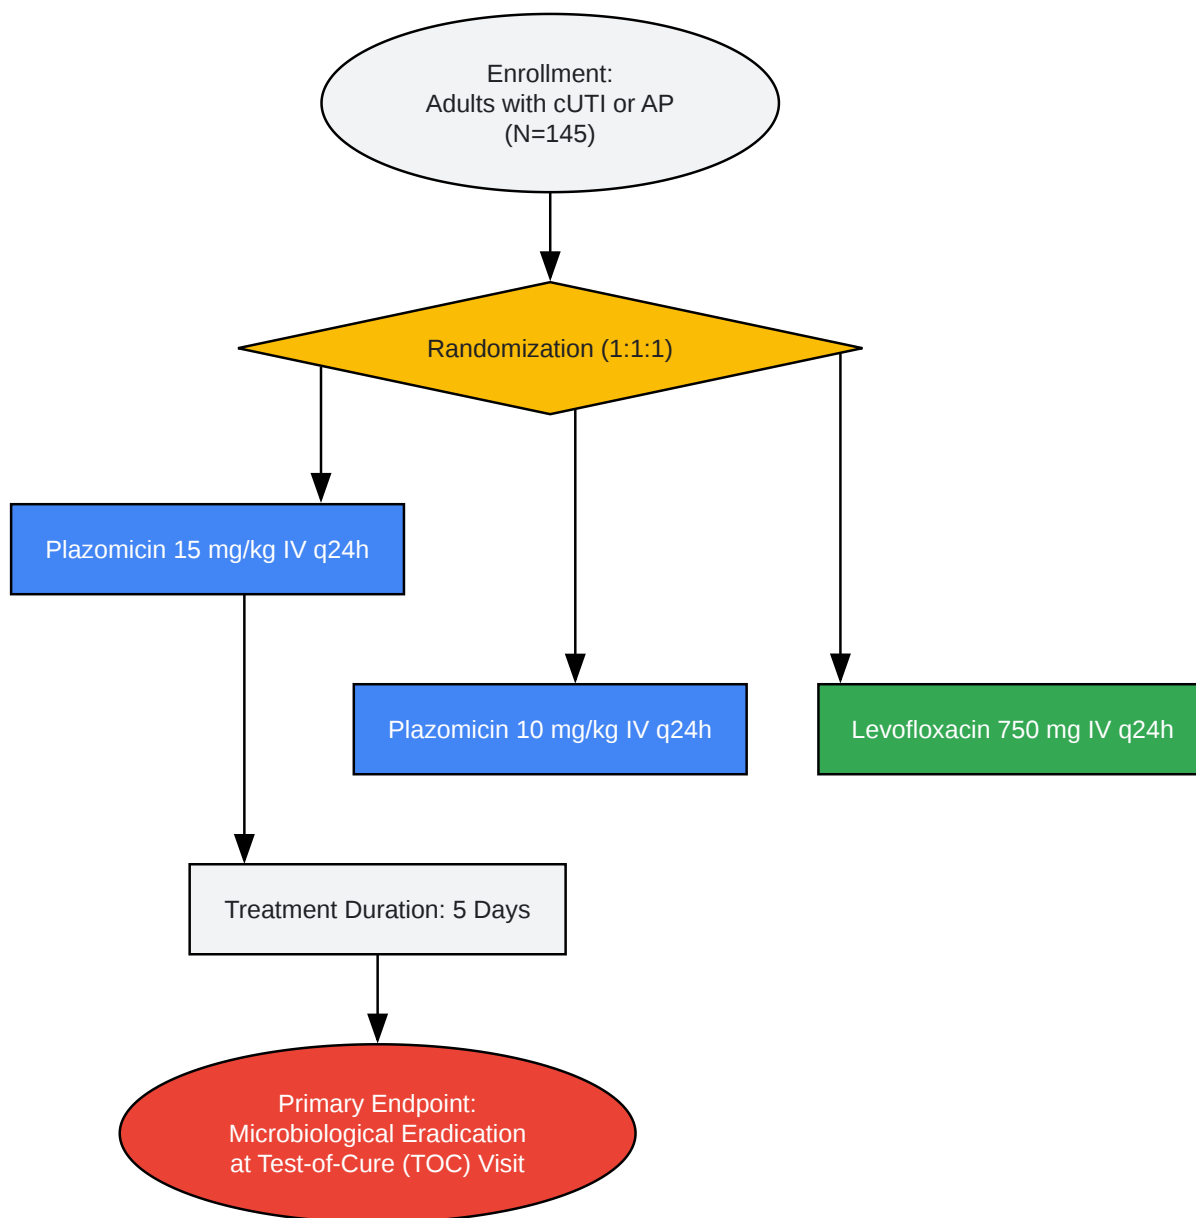 Enrollment:
Adults with cUTI or AP
(N=145)
Randomization (1:1:1)
Plazomicin 15 mg/kg IV q24h
Plazomicin 10 mg/kg IV q24h
Levofloxacin 750 mg IV q24h
Treatment Duration: 5 Days
Primary Endpoint:
Microbiological Eradication
at Test-of-Cure (TOC) Visit